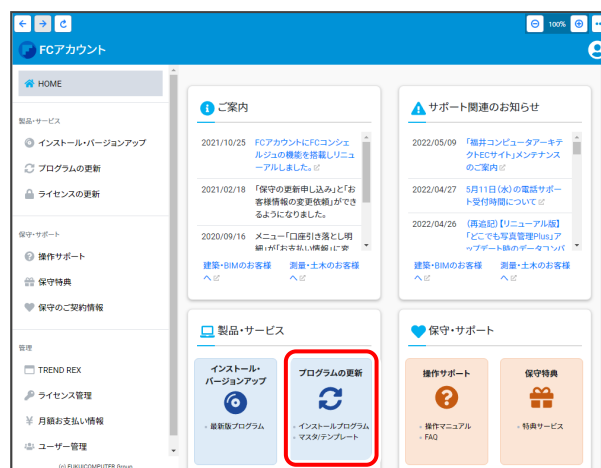 100%
FCアカウント
HOME
製品・サービス
インストール・バージョンアップ
プログラムの更新
ライセンスの更新
保守・サポート
操作サポート
保守特典
保守のご契約情報
管理
TREND REX
ライセンス管理
月額お支払い情報
ユーザー管理
(c) FUKUICOMPUTER Group
ご案内
2021/10/25 FCアカウントにFCコンシェ
ルジュの機能を搭載しリニュ
ーアルしました。
2021/02/18 「保守の更新申し込み」と「お
客様情報の変更依頼」ができ
るようになりました。
2020/09/16 メニュー「口座引き落とし明
細」が「お支払い情報」に変
建築・BIMのお客様
へ
測量・土木のお客様
へ
サポート関連のお知らせ
2022/05/09 「福井コンピュータアーキテ
クトECサイト」メンテナンス
のご案内
2022/04/27 5月11日(水)の電話サポー
ト受付時間について
2022/04/26 (再追記)【リニューアル版】
「どこでも写真管理Plus」ア
ップデート時のデータコンバ
建築・BIMのお客様
へ
測量・土木のお客様
へ
製品・サービス
インストール・
バージョンアップ
最新版プログラム
プログラムの更新
インストールプログラム
マスタ/テンプレート
保守・サポート
操作サポート
操作マニュアル
FAQ
保守特典
特典サービス